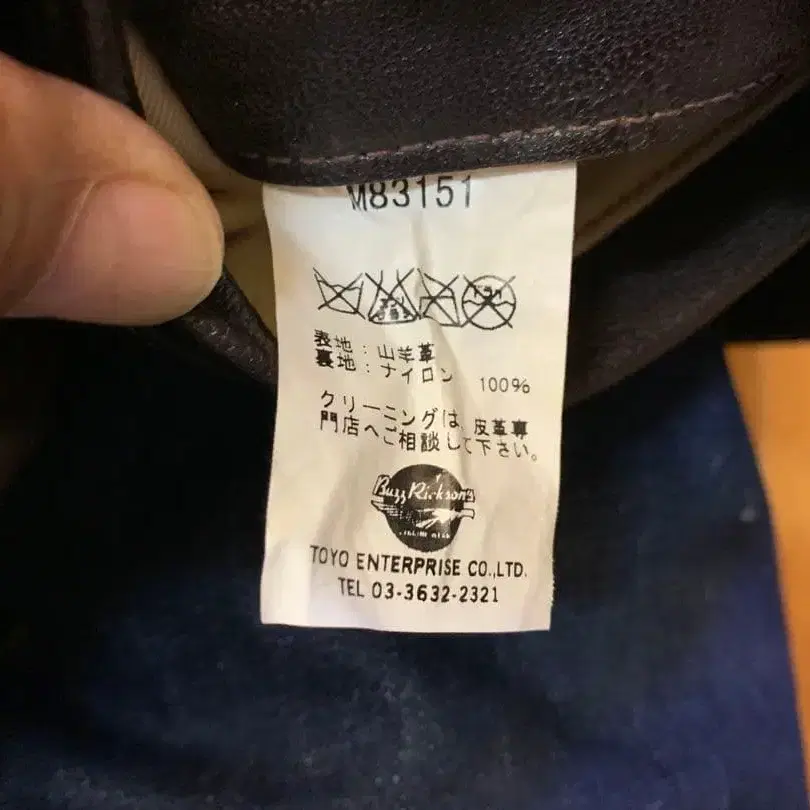 M83151
表地：山羊革
裏地：ナイロン 100%
クリーニングは、皮革専
門店へご相談して下さい。
Buzz Rickson's
TOYO ENTERPRISE CO.,LTD.
TEL 03-3632-2321